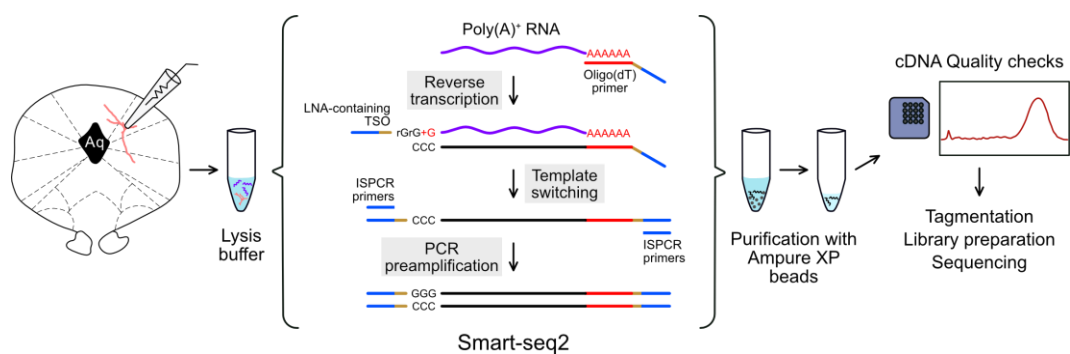 Aq
Lysis
buffer
Poly(A)⁺ RNA
AAAAAA
Oligo(dT)
primer
Reverse
transcription
LNA-containing
TSO
rGrG+G
AAAAAA
CCC
Template
switching
ISPCR
primers
CCC
ISPCR
primers
PCR
preamplification
GGG
CCC
Smart-seq2
Purification with
Ampure XP
beads
cDNA Quality checks
Tagmentation
Library preparation
Sequencing